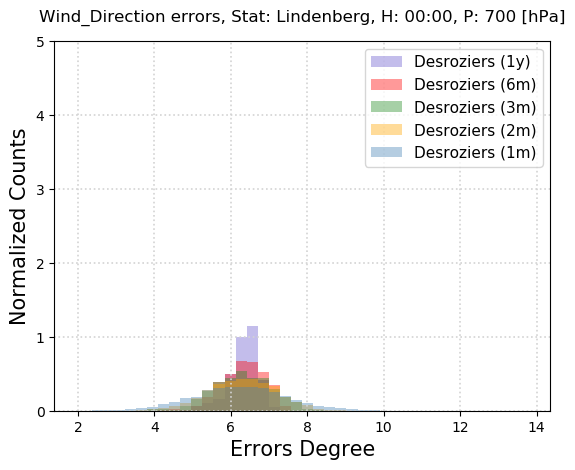 Wind_Direction errors, Stat: Lindenberg, H: 00:00, P: 700 [hPa]
5
4
3
2
1
0
Normalized Counts
Desroziers (1y)
Desroziers (6m)
Desroziers (3m)
Desroziers (2m)
Desroziers (1m)
2 4 6 8 10 12 14
Errors Degree